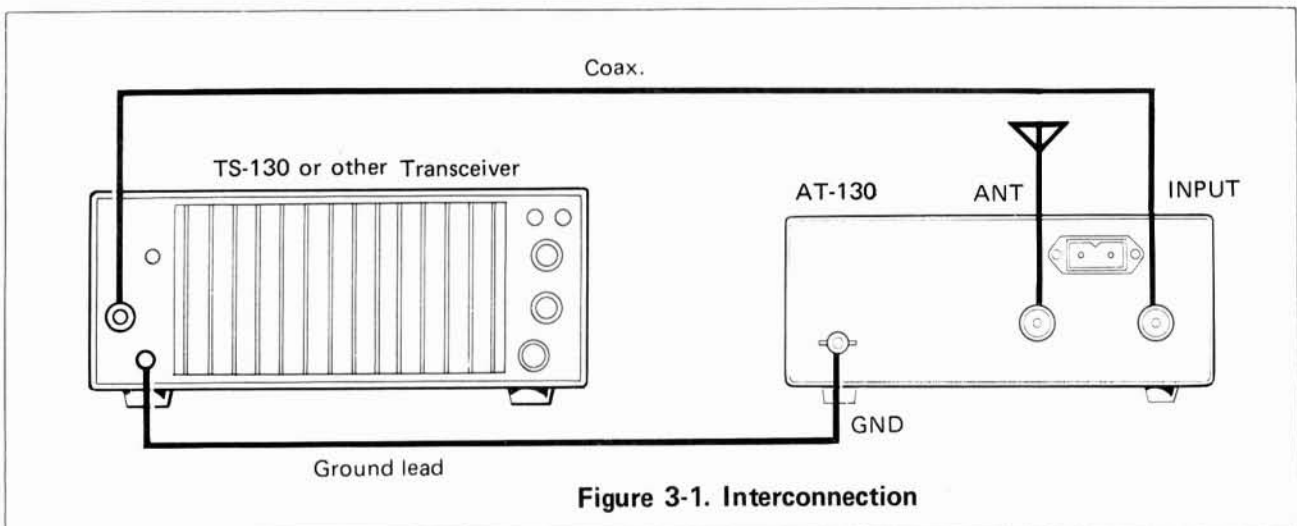 Coax.
TS-130 or other Transceiver
AT-130
ANT
INPUT
GND
Ground lead
Figure 3-1. Interconnection